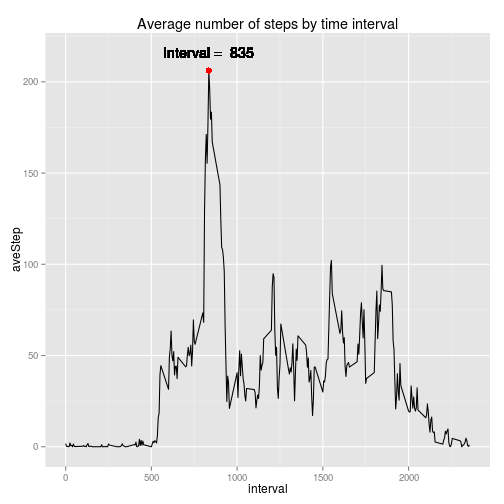 Average number of steps by time interval
Interval = 835
200
150
100
50
0
aveStep
0 500 1000 1500 2000
interval